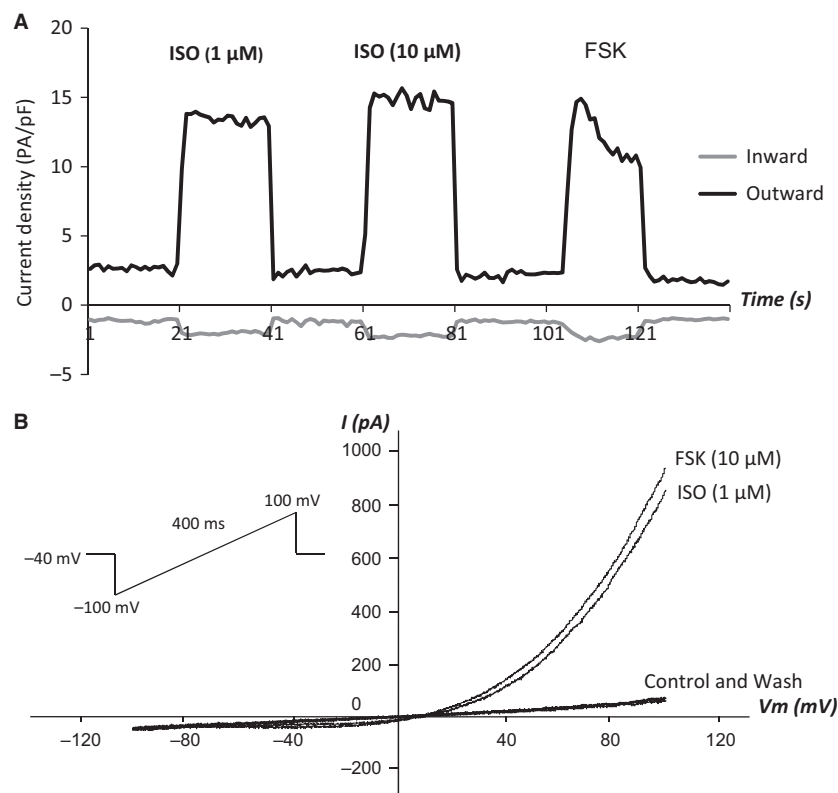 A
20
15
10
5
0
–5
Current density (PA/pF)
ISO (1 µM)
ISO (10 µM)
FSK
Inward
Outward
Time (s)
1 21 41 61 81 101 121
B
I (pA)
1000
800
600
400
200
0
–200
FSK (10 µM)
ISO (1 µM)
100 mV
400 ms
–40 mV
–100 mV
Control and Wash
Vm (mV)
–120 –80 –40 40 80 120